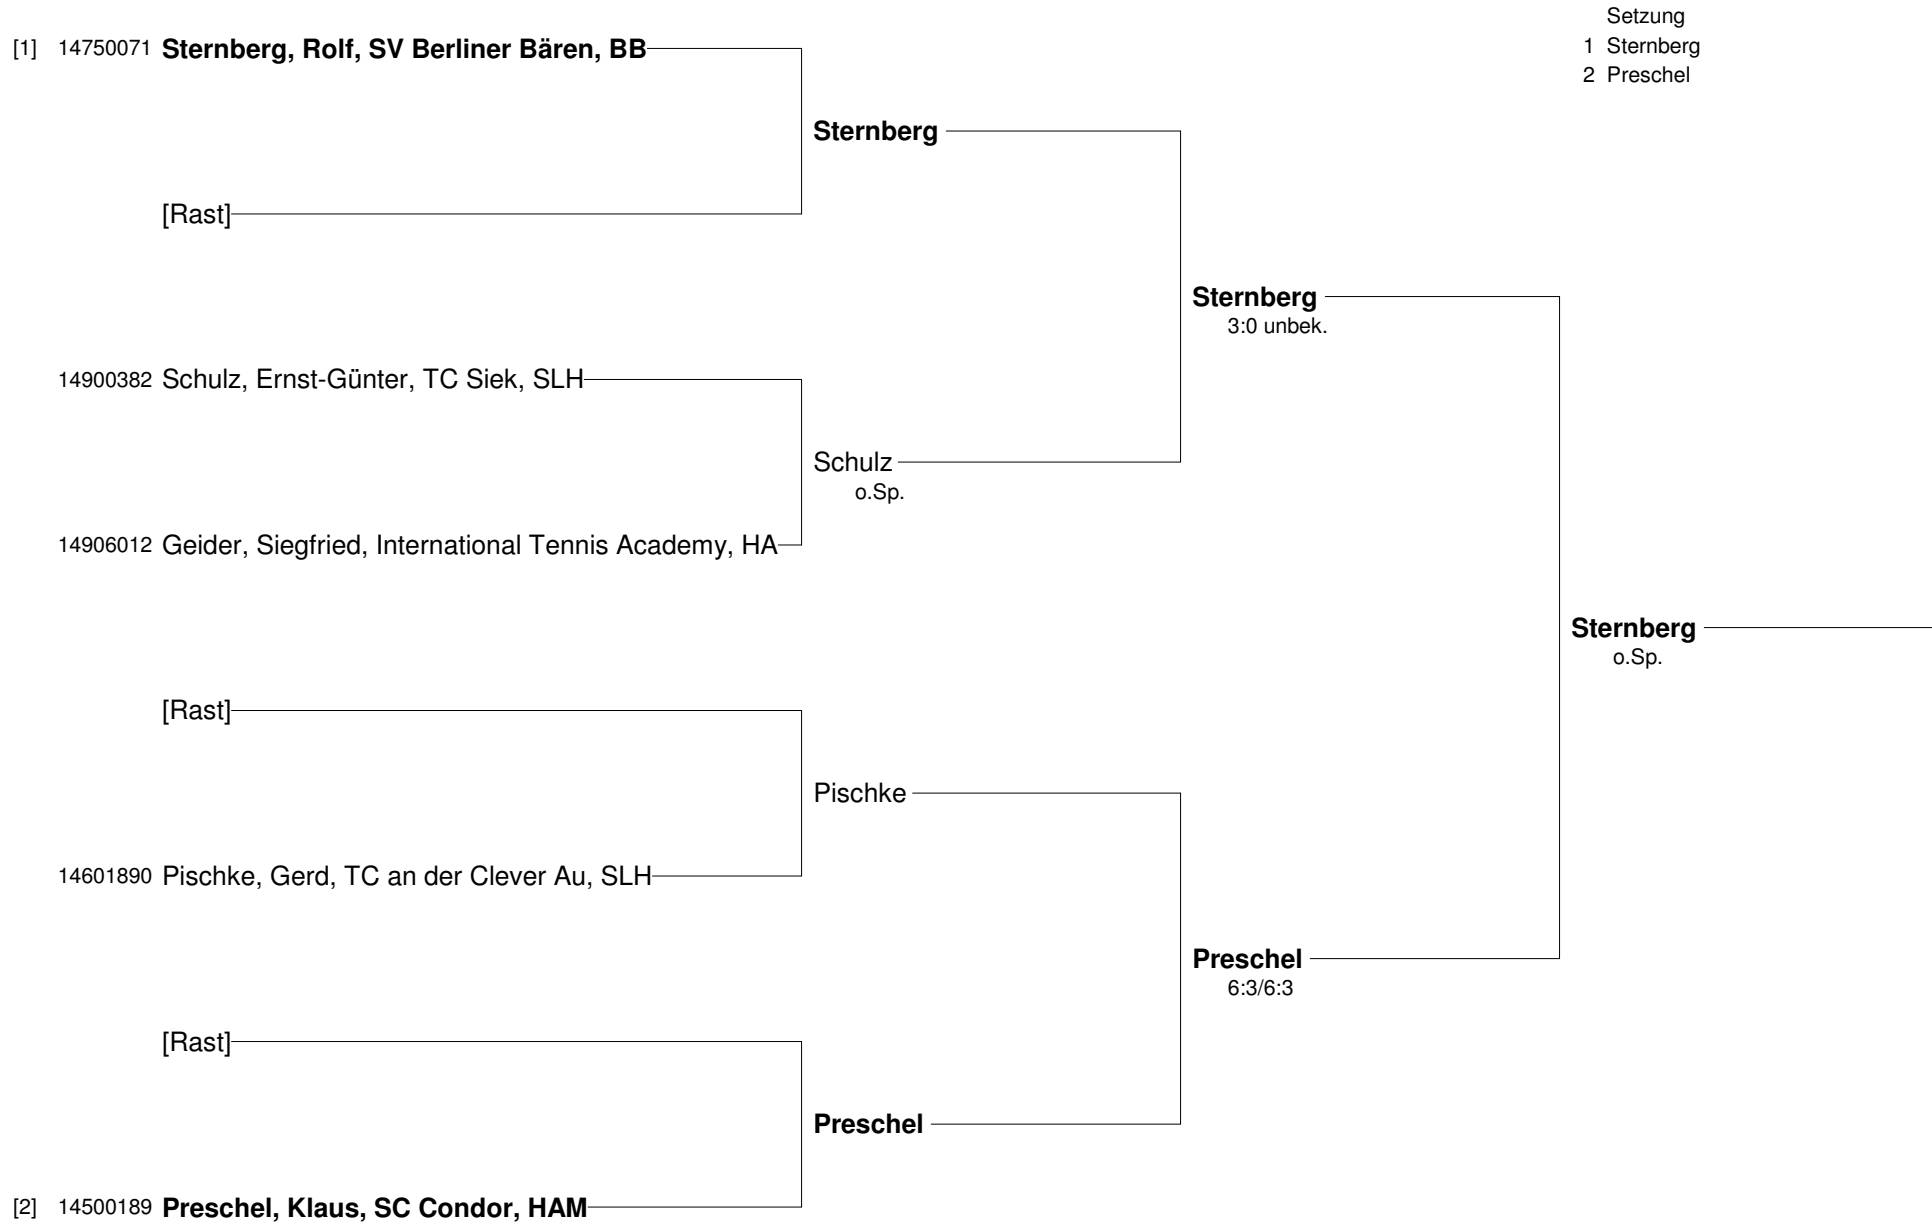 Setzung
1 Sternberg
2 Preschel
[1] 14750071 Sternberg, Rolf, SV Berliner Bären, BB
Sternberg
[Rast]
Sternberg
3:0 unbek.
14900382 Schulz, Ernst-Günter, TC Siek, SLH
Schulz
o.Sp.
14906012 Geider, Siegfried, International Tennis Academy, HA
Sternberg
o.Sp.
[Rast]
Pischke
14601890 Pischke, Gerd, TC an der Clever Au, SLH
Preschel
6:3/6:3
[Rast]
Preschel
[2] 14500189 Preschel, Klaus, SC Condor, HAM